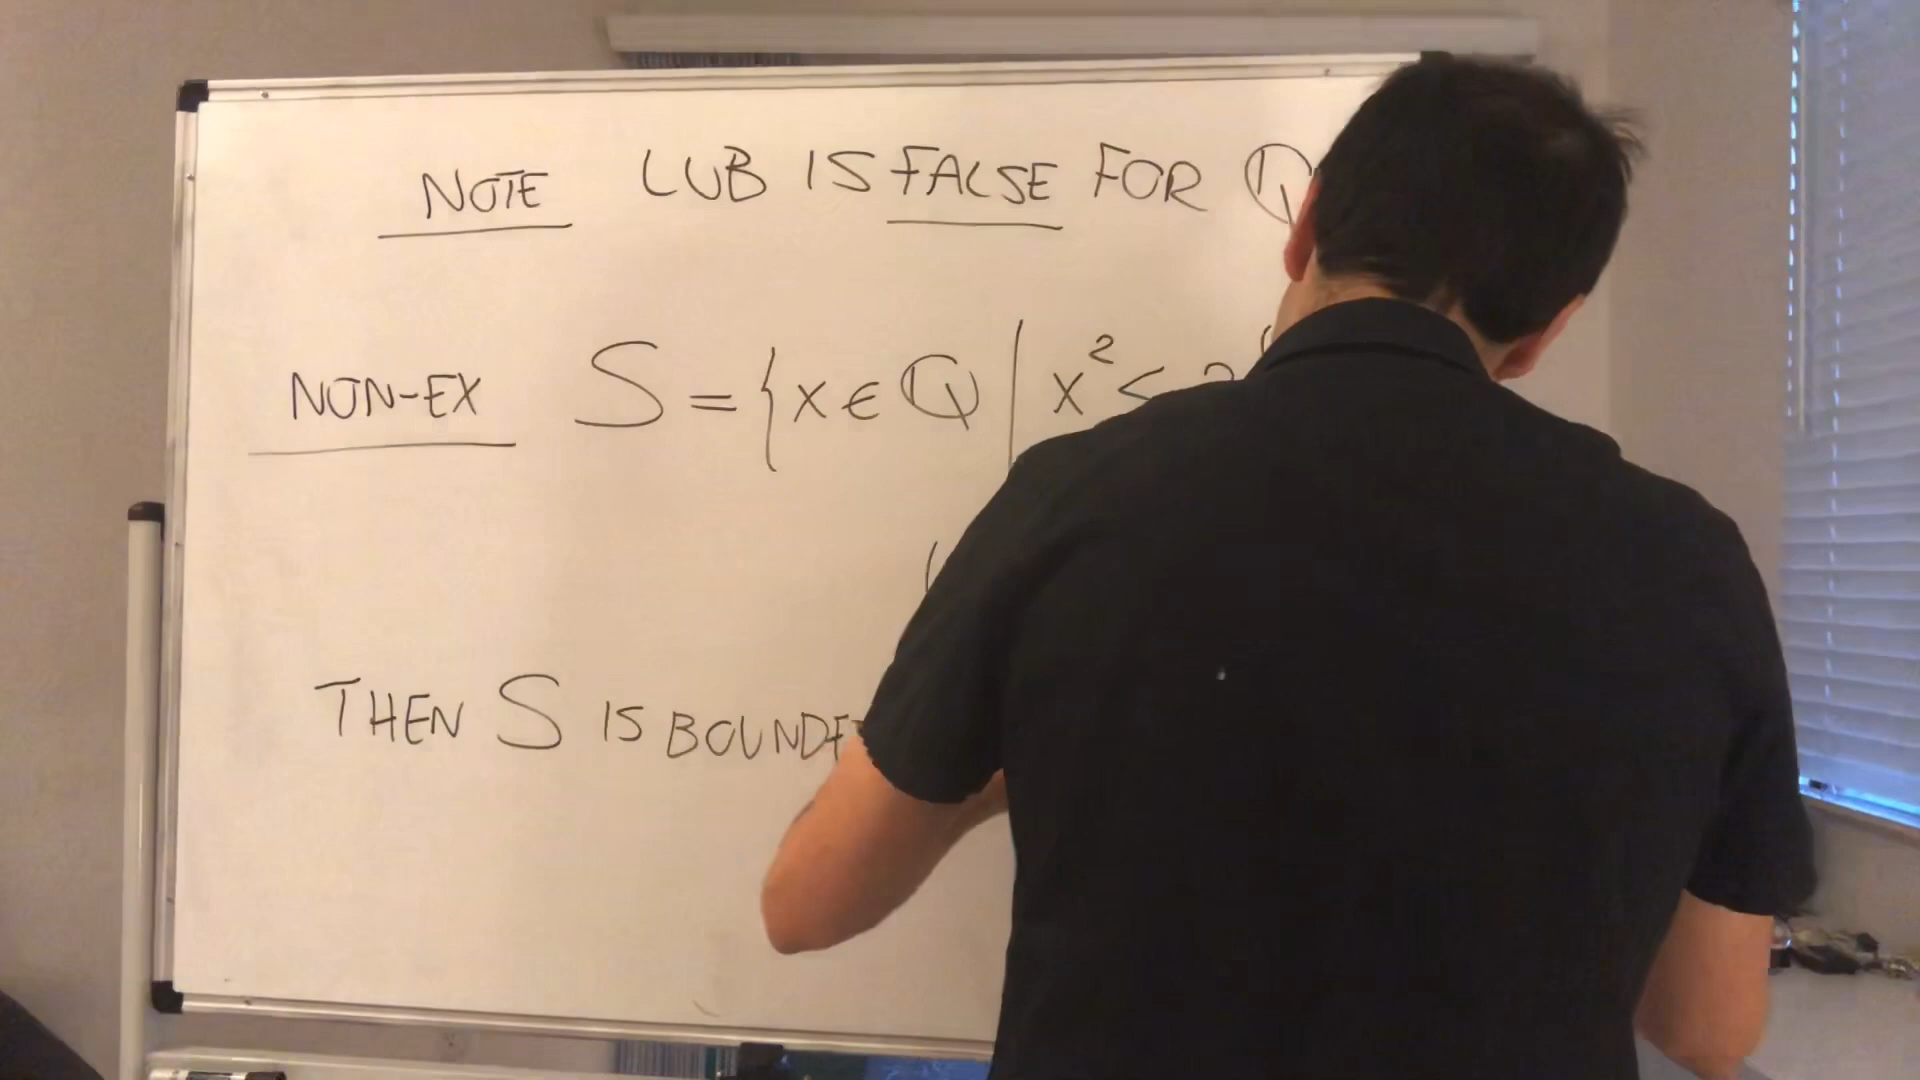 NOTE LUB IS FALSE FOR ℚ
NON-EX S = {x ∈ ℚ | x² < 2
THEN S IS BOUNDE